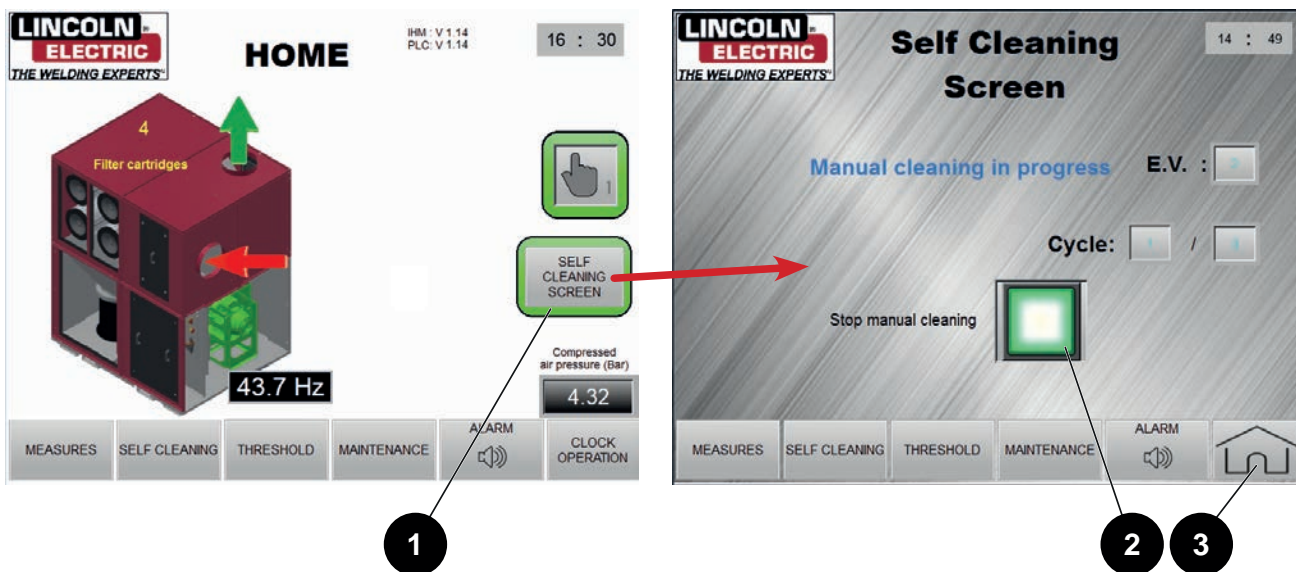 LINCOLN
ELECTRIC
THE WELDING EXPERTS
HOME
IHM : V 1.14
PLC: V 1.14
16 : 30
4
Filter cartridges
1
SELF
CLEANING
SCREEN
43.7 Hz
Compressed
air pressure (Bar)
4.32
MEASURES
SELF CLEANING
THRESHOLD
MAINTENANCE
ALARM
CLOCK
OPERATION
1
LINCOLN
ELECTRIC
THE WELDING EXPERTS
Self Cleaning
Screen
14 : 49
Manual cleaning in progress
E.V. :
Cycle: /
Stop manual cleaning
MEASURES
SELF CLEANING
THRESHOLD
MAINTENANCE
ALARM
2
3